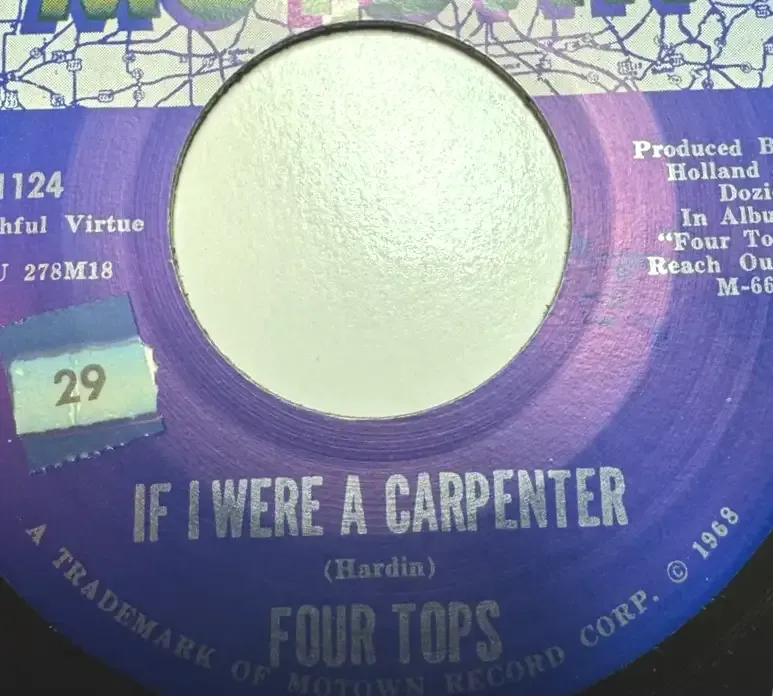 1124
hful Virtue
U 278M18
29
Produced B
Holland
Dozi
In Albu
"Four To
Reach Ou
M-66
IF I WERE A CARPENTER
(Hardin)
FOUR TOPS
A TRADEMARK OF MOTOWN RECORD CORP. © 1968